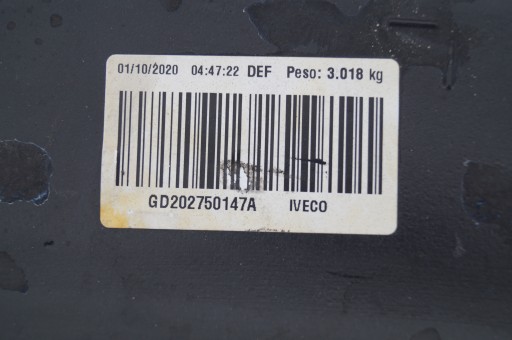 01/10/2020 04:47:22 DEF Peso: 3.018 kg
GD202750147A IVECO